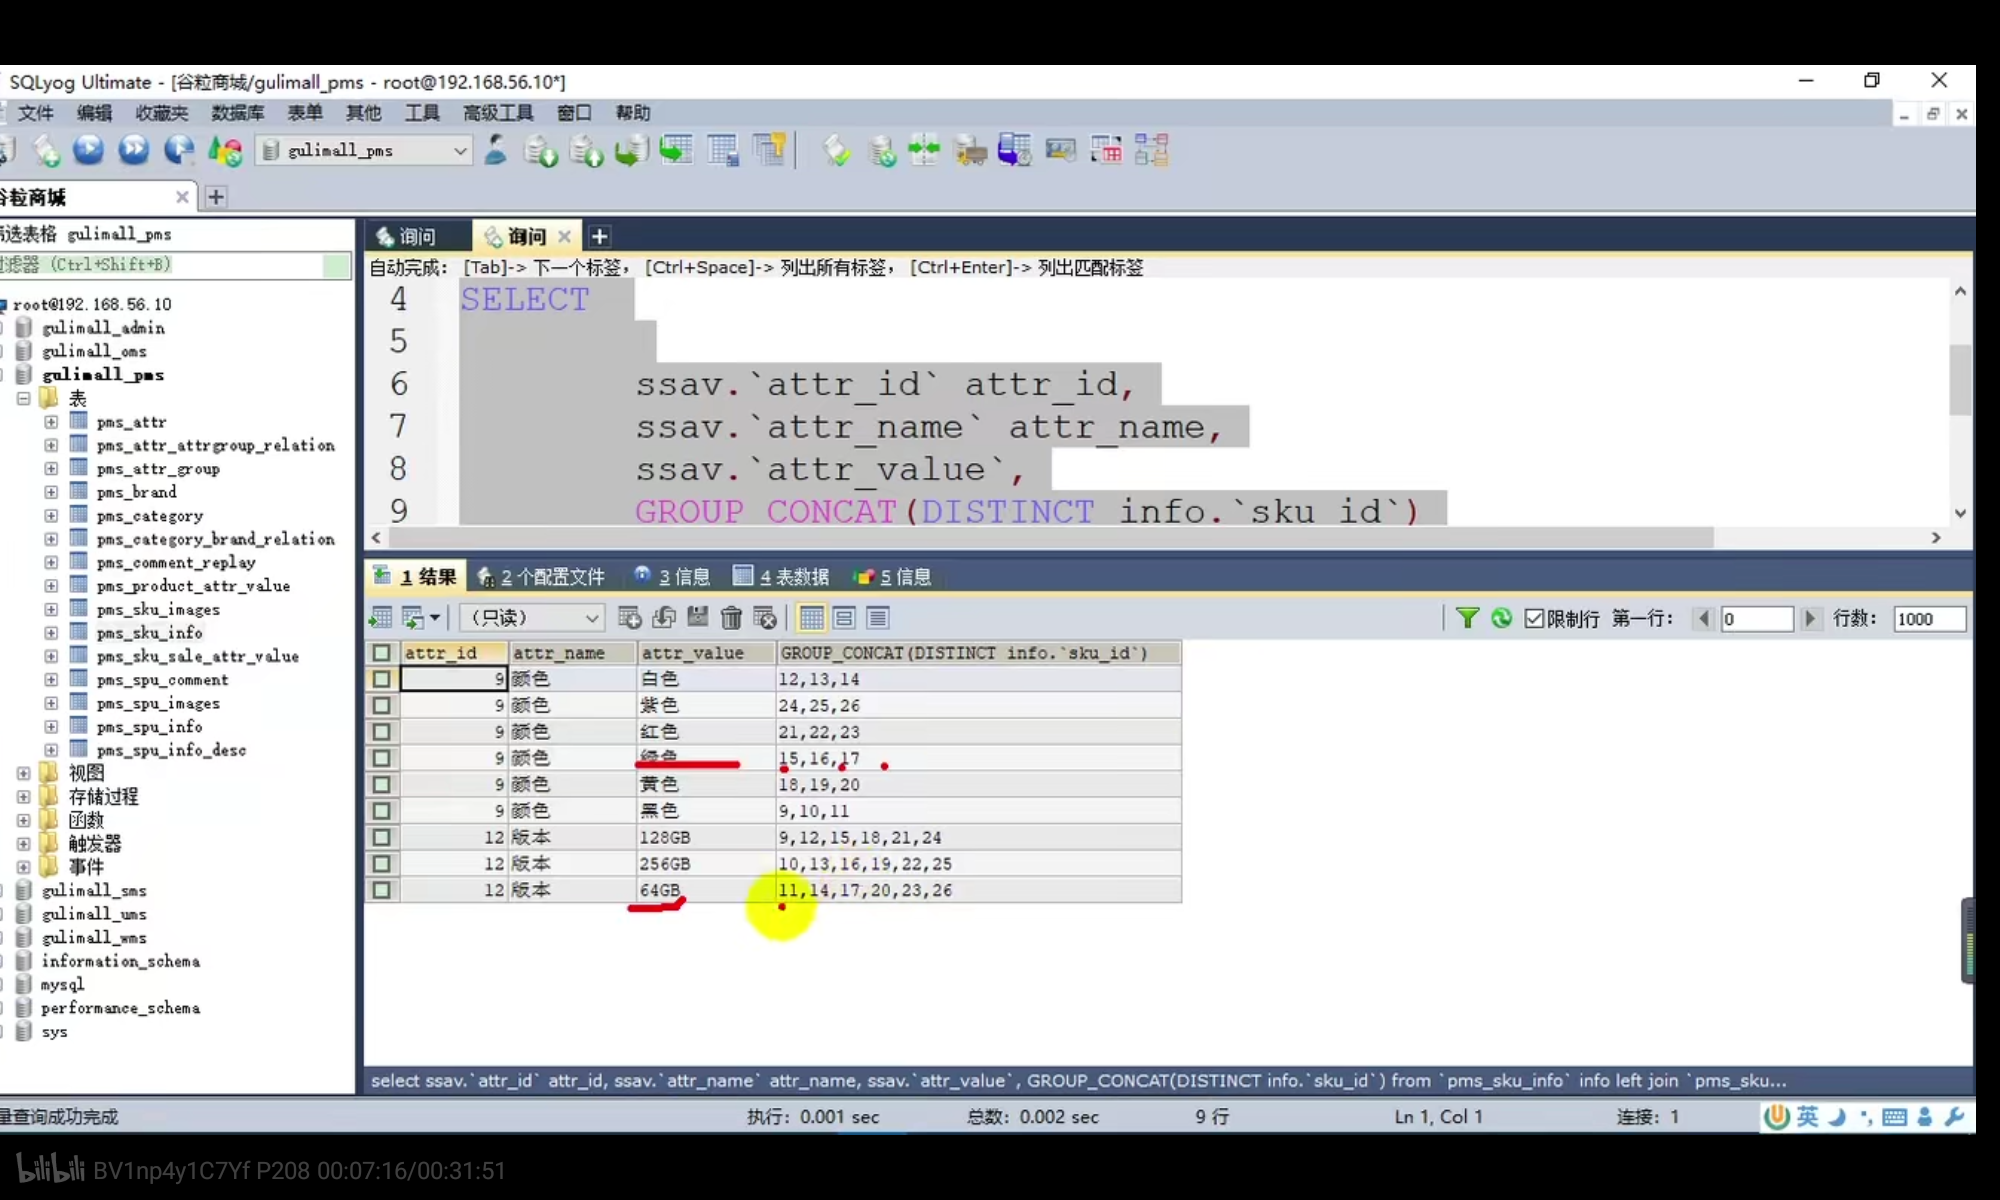 SQLyog Ultimate - [谷粒商城/gulimall_pms - root@192.168.56.10*]
文件 编辑 收藏夹 数据库 表单 其他 工具 高级工具 窗口 帮助
gulimall_pms
谷粒商城
筛选表格 gulimall_pms
过滤器 (Ctrl+Shift+B)
root@192.168.56.10
gulimall_admin
gulimall_oms
gulimall_pms
表
pms_attr
pms_attr_attrgroup_relation
pms_attr_group
pms_brand
pms_category
pms_category_brand_relation
pms_comment_replay
pms_product_attr_value
pms_sku_images
pms_sku_info
pms_sku_sale_attr_value
pms_spu_comment
pms_spu_images
pms_spu_info
pms_spu_info_desc
视图
存储过程
函数
触发器
事件
gulimall_sms
gulimall_ums
gulimall_wms
information_schema
mysql
performance_schema
sys
询问 询问
自动完成: [Tab]-> 下一个标签, [Ctrl+Space]-> 列出所有标签, [Ctrl+Enter]-> 列出匹配标签
4 SELECT
5
6 ssav.`attr_id` attr_id,
7 ssav.`attr_name` attr_name,
8 ssav.`attr_value`,
9 GROUP_CONCAT(DISTINCT info.`sku_id`)
1 结果 2 个配置文件 3 信息 4 表数据 5 信息
(只读) 限制行 第一行: 0 行数: 1000
attr_id attr_name attr_value GROUP_CONCAT(DISTINCT info.`sku_id`)
9 颜色 白色 12,13,14
9 颜色 紫色 24,25,26
9 颜色 红色 21,22,23
9 颜色 绿色 15,16,17
9 颜色 黄色 18,19,20
9 颜色 黑色 9,10,11
12 版本 128GB 9,12,15,18,21,24
12 版本 256GB 10,13,16,19,22,25
12 版本 64GB 11,14,17,20,23,26
select ssav.`attr_id` attr_id, ssav.`attr_name` attr_name, ssav.`attr_value`, GROUP_CONCAT(DISTINCT info.`sku_id`) from `pms_sku_info` info left join `pms_sku...
量查询成功完成 执行: 0.001 sec 总数: 0.002 sec 9 行 Ln 1, Col 1 连接: 1 英
bilibili BV1np4y1C7Yf P208 00:07:16/00:31:51